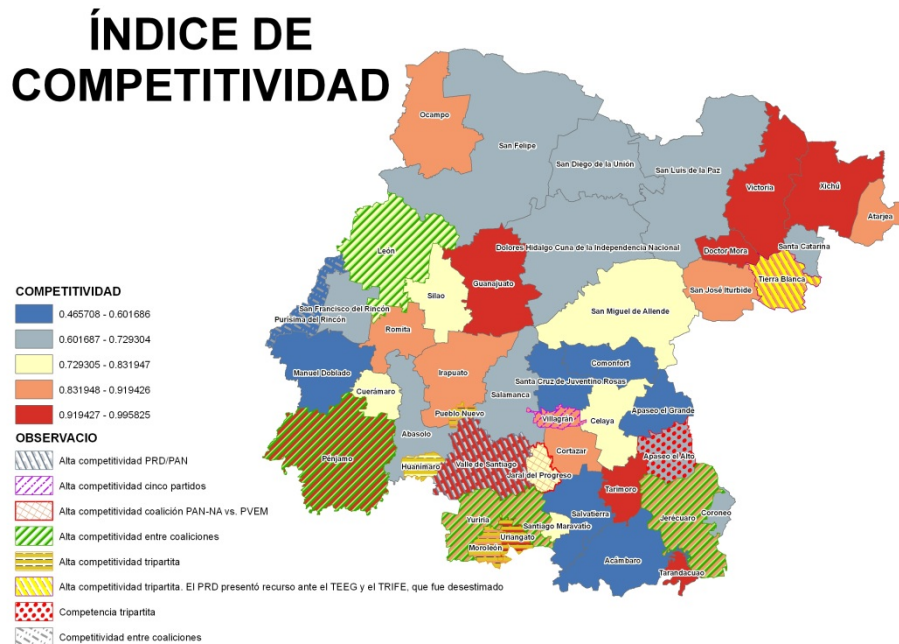 ÍNDICE DE
COMPETITIVIDAD
Ocampo
San Felipe
San Diego de la Unión
San Luis de la Paz
Victoria
Xichú
Atarjea
León
Dolores Hidalgo Cuna de la Independencia Nacional
Doctor Mora
Santa Catarina
Tierra Blanca
Silao
Guanajuato
San José Iturbide
San Francisco del Rincón
Purísima del Rincón
San Miguel de Allende
Romita
Manuel Doblado
Irapuato
Comonfort
Cuerámaro
Salamanca
Santa Cruz de Juventino Rosas
Apaseo el Grande
Pueblo Nuevo
Villagran
Celaya
Abasolo
Cortazar
Apaseo el Alto
Pénjamo
Huanimaro
Valle de Santiago
Jaral del Progreso
Tarimoro
Salvatierra
Jerecuaro
Coroneo
Yuriria
Santiago Maravatio
Uriangato
Moroleón
Acámbaro
Tarandacuao
COMPETITIVIDAD
0.465708 - 0.601686
0.601687 - 0.729304
0.729305 - 0.831947
0.831948 - 0.919426
0.919427 - 0.995825
OBSERVACIO
Alta competitividad PRD/PAN
Alta competitividad cinco partidos
Alta competitividad coalición PAN-NA vs. PVEM
Alta competitividad entre coaliciones
Alta competitividad tripartita
Alta competitividad tripartita. El PRD presentó recurso ante el TEEG y el TRIFE, que fue desestimado
Competencia tripartita
Competitividad entre coaliciones